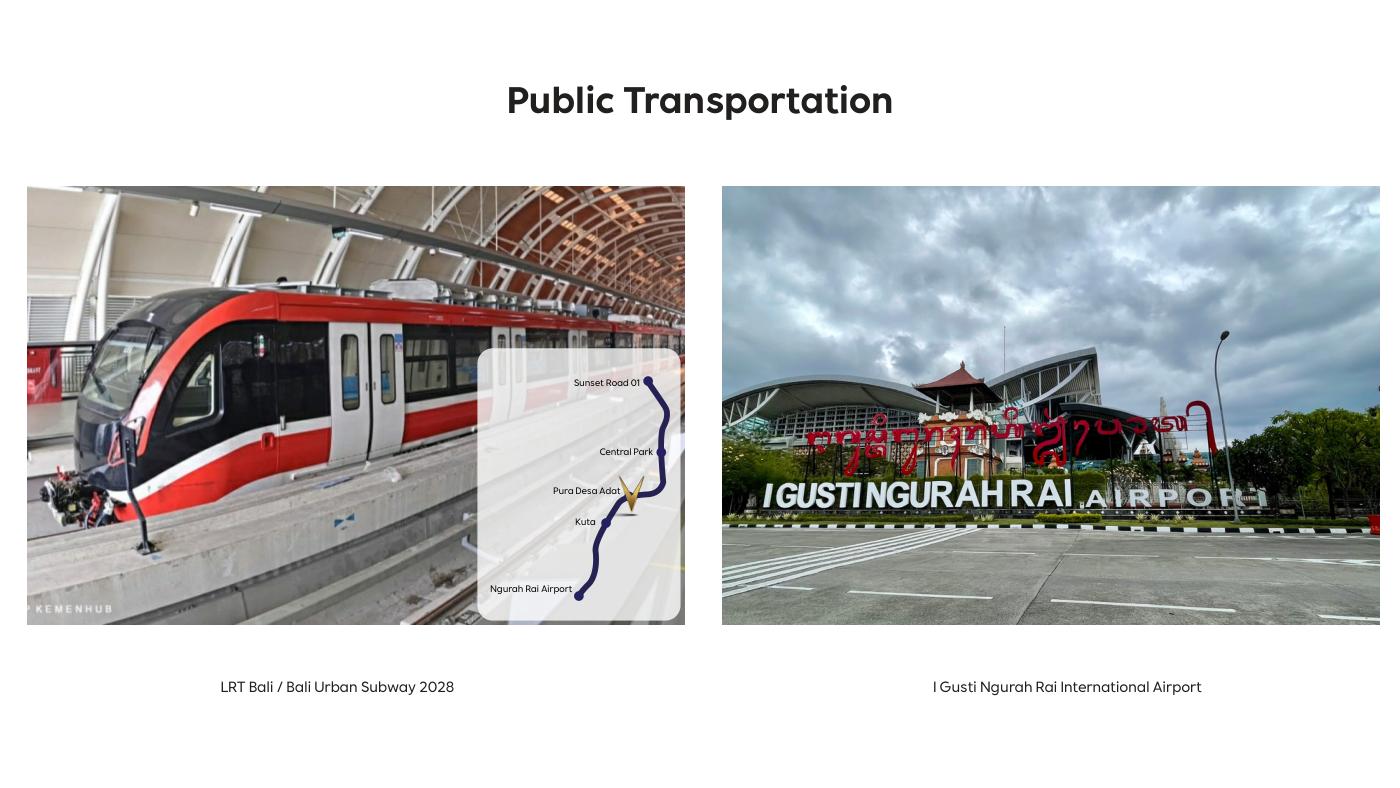 Public Transportation
Sunset Road 01
Central Park
Pura Desa Adat
Kuta
Ngurah Rai Airport
KEMENHUB
I GUSTI NGURAH RAI AIRPORT
LRT Bali / Bali Urban Subway 2028
I Gusti Ngurah Rai International Airport